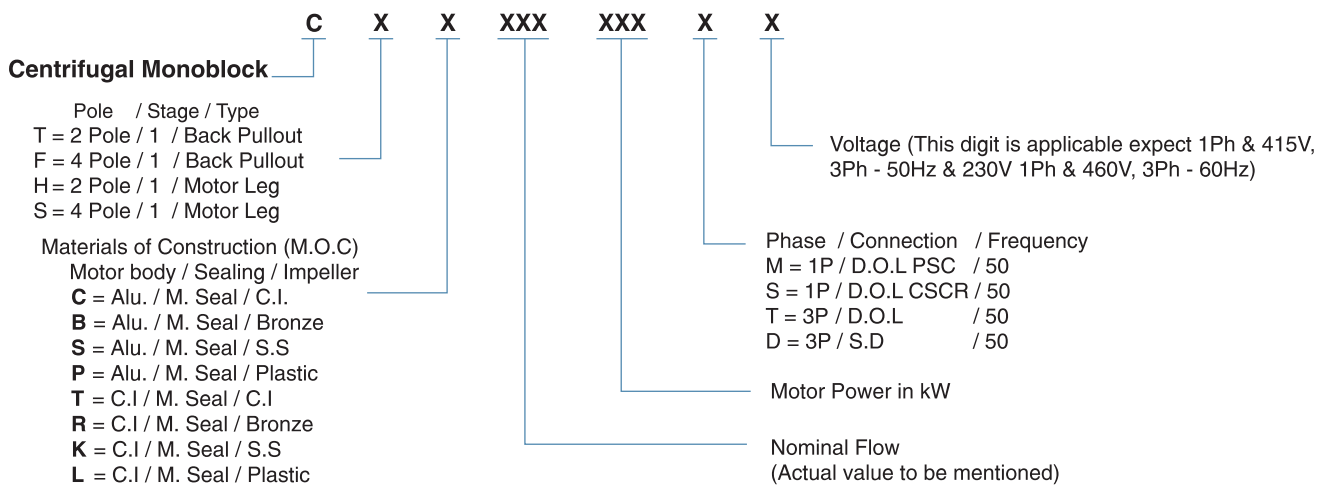 C X X XXX XXX X X
Centrifugal Monoblock
Pole / Stage / Type
T = 2 Pole / 1 / Back Pullout
F = 4 Pole / 1 / Back Pullout
H = 2 Pole / 1 / Motor Leg
S = 4 Pole / 1 / Motor Leg
Materials of Construction (M.O.C)
Motor body / Sealing / Impeller
C = Alu. / M. Seal / C.I.
B = Alu. / M. Seal / Bronze
S = Alu. / M. Seal / S.S
P = Alu. / M. Seal / Plastic
T = C.I / M. Seal / C.I
R = C.I / M. Seal / Bronze
K = C.I / M. Seal / S.S
L = C.I / M. Seal / Plastic
Voltage (This digit is applicable expect 1Ph & 415V,
3Ph - 50Hz & 230V 1Ph & 460V, 3Ph - 60Hz)
Phase / Connection / Frequency
M = 1P / D.O.L PSC / 50
S = 1P / D.O.L CSCR / 50
T = 3P / D.O.L / 50
D = 3P / S.D / 50
Motor Power in kW
Nominal Flow
(Actual value to be mentioned)